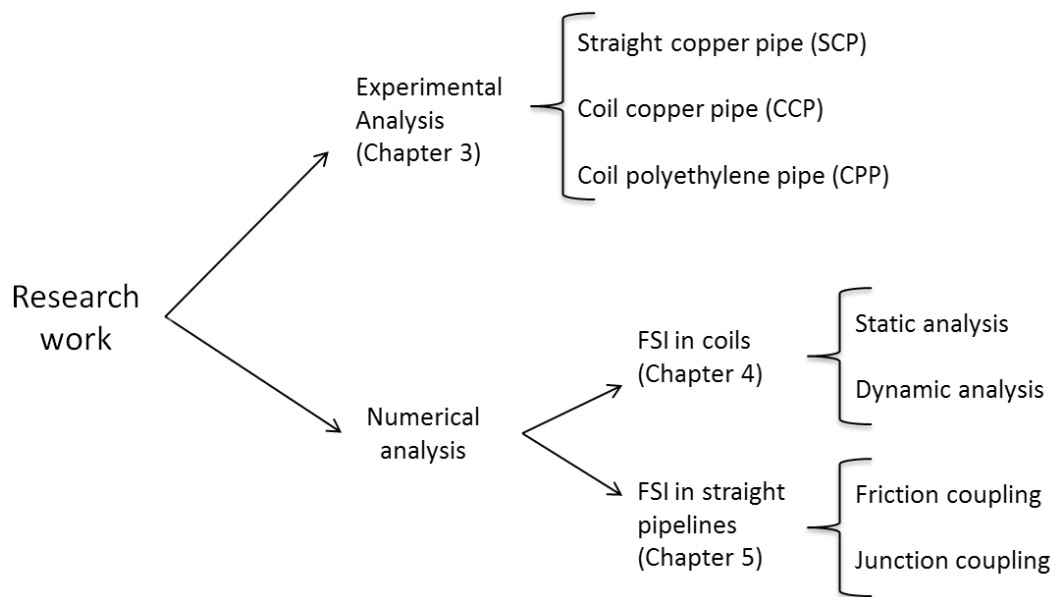 Research
work
Experimental
Analysis
(Chapter 3)
Straight copper pipe (SCP)
Coil copper pipe (CCP)
Coil polyethylene pipe (CPP)
Numerical
analysis
FSI in coils
(Chapter 4)
Static analysis
Dynamic analysis
FSI in straight
pipelines
(Chapter 5)
Friction coupling
Junction coupling